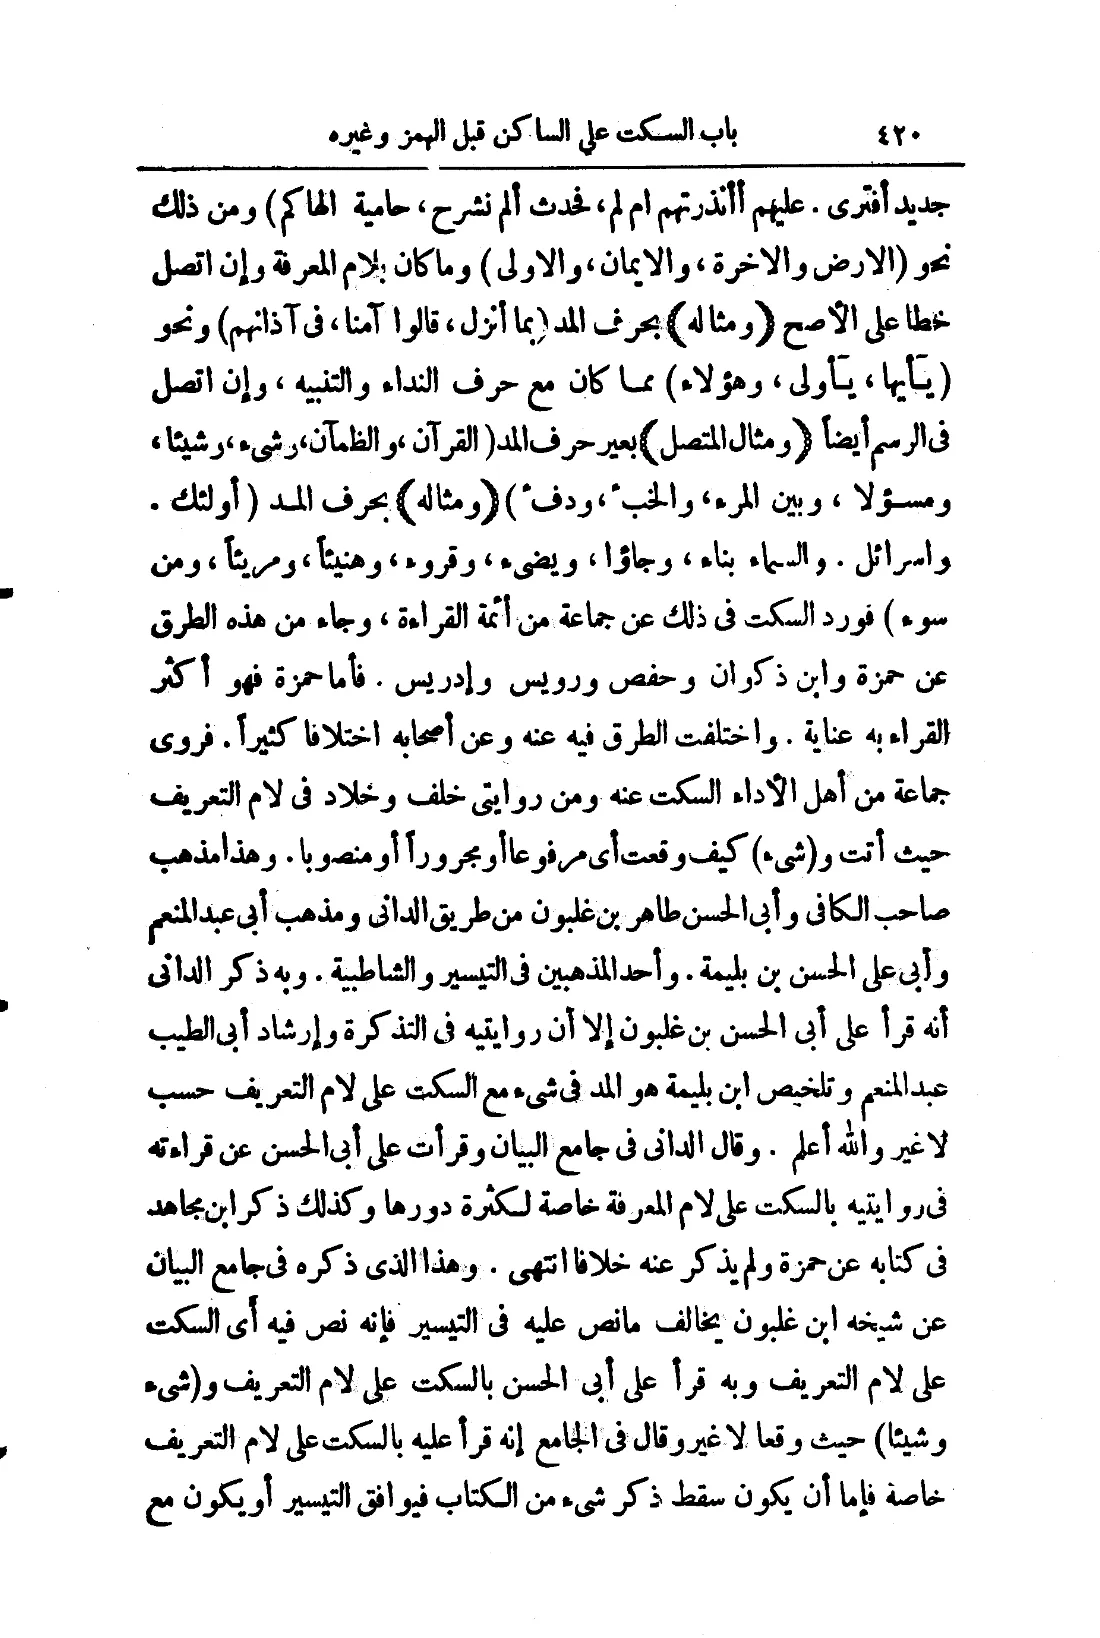 ٤٢٠ باب السكت على الساكن قبل الهمز وغيره
جديد أفترى . عليهم أأنذرتهم ام لم، فحدث ألم نشرح، حامية الهاكم) ومن ذلك
نحو (الارض والاخرة ، والايمان، والاولى) وما كان بلام المعرفة وإن اتصل
خطا على الأصح (ومثاله) بحرف المد (بما أنزل، قالوا آمنا، فى آذانهم) ونحو
(يَـٓأيها، يَـٓأولى، وهؤلاء) مما كان مع حرف النداء والتنبيه ، وإن اتصل
فى الرسم أيضاً (ومثال المتصل) بعير حرف المد (القرآن ، والظمآن، رشىء، وشيئا،
ومسؤلا ، وبين المرء، والخبء، ودفء) (ومثاله) بحرف المد (أولئك .
واسرائل . والسماء بناء ، وجاؤا ، ويضىء ، وقروء ، وهنيئاً ، ومريئاً ، ومن
سوء) فورد السكت فى ذلك عن جماعة من أئمة القراءة ، وجاء من هذه الطرق
عن حمزة وابن ذكوان وحفص ورويس وإدريس . فأما حمزة فهو أكثر
القراء به عناية . واختلفت الطرق فيه عنه وعن أصحابه اختلافا كثيراً . فروى
جماعة من أهل الأداء السكت عنه ومن روايتى خلف وخلاد فى لام التعريف
حيث أتت و(شىء) كيف وقعت أى مرفوعا أو مجروراً أو منصوبا . وهذا مذهب
صاحب الكافى وأبى الحسن طاهر بن غلبون من طريق الدانى ومذهب أبى عبد المنعم
وأبى على الحسن بن بليمة . وأحد المذهبين فى التيسير والشاطبية . وبه ذكر الدانى
أنه قرأ على أبى الحسن بن غلبون إلا أن روايتيه فى التذكرة وإرشاد أبى الطيب
عبد المنعم وتلخيص ابن بليمة هو المد فى شىء مع السكت على لام التعريف حسب
لا غير والله أعلم . وقال الدانى فى جامع البيان وقرأت على أبى الحسن عن قراءته
فى روايتيه بالسكت على لام المعرفة خاصة لكثرة دورها وكذلك ذكر ابن مجاهد
فى كتابه عن حمزة ولم يذكر عنه خلافا انتهى . وهذا الذى ذكره فى جامع البيان
عن شيخه ابن غلبون يخالف مانص عليه فى التيسير فإنه نص فيه أى السكت
على لام التعريف وبه قرأ على أبى الحسن بالسكت على لام التعريف و(شىء
وشيئا) حيث وقعا لا غير وقال فى الجامع إنه قرأ عليه بالسكت على لام التعريف
خاصة فإما أن يكون سقط ذكر شىء من الكتاب فيوافق التيسير أو يكون مع